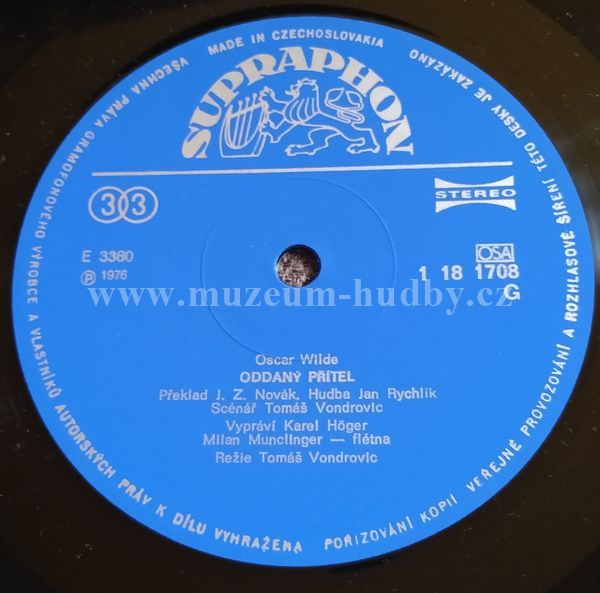 MADE IN CZECHOSLOVAKIA
VŠECHNA PRÁVA GRAMOFONOVÉHO VÝROBCE A VLASTNÍKŮ AUTORSKÝCH PRÁV K DÍLU VYHRAŽENA
POŘIZOVÁNÍ KOPIÍ VEŘEJNÉ PROVOZOVÁNÍ A ROZHLASOVÉ ŠÍŘENÍ TÉTO DESKY JE ZAKÁZÁNO
SUPRAPHON
33
STEREO
E 3380
℗ 1976
OSA
1 18 1708
G
www.muzeum-hudby.cz
Oscar Wilde
ODDANÝ PŘÍTEL
Překlad J. Z. Novák, Hudba Jan Rychlík
Scénář Tomáš Vondrovic
Vypráví Karel Höger
Milan Munclinger — flétna
Režie Tomáš Vondrovic